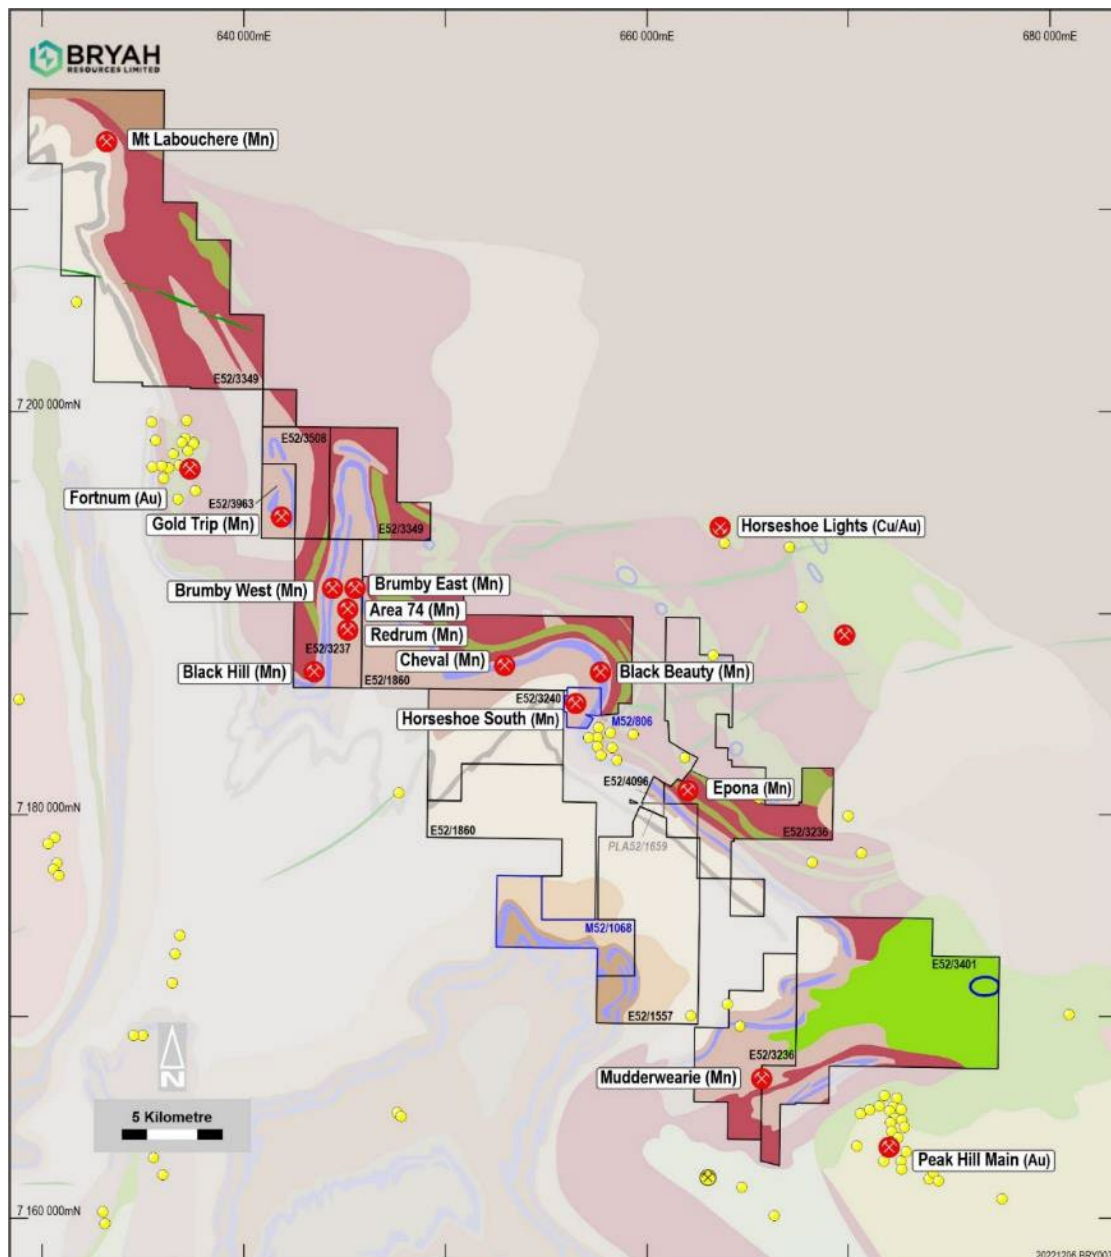 640 000mE
660 000mE
680 000mE
BRYAH
RESOURCES LIMITED
Mt Labouchere (Mn)
E52/3349
7 200 000mN
E52/3508
Fortnum (Au)
E52/3963
Gold Trip (Mn)
E52/3349
Horseshoe Lights (Cu/Au)
Brumby West (Mn)
Brumby East (Mn)
Area 74 (Mn)
Redrum (Mn)
E52/3237
Cheval (Mn)
Black Hill (Mn)
Black Beauty (Mn)
E52/1860
E52/3240
Horseshoe South (Mn)
M52/806
E52/4096
Epona (Mn)
7 180 000mN
E52/1860
E52/3236
PLA52/1659
M52/1068
E52/3401
E52/1557
E52/3236
Mudderwearie (Mn)
N
5 Kilometre
Peak Hill Main (Au)
7 160 000mN